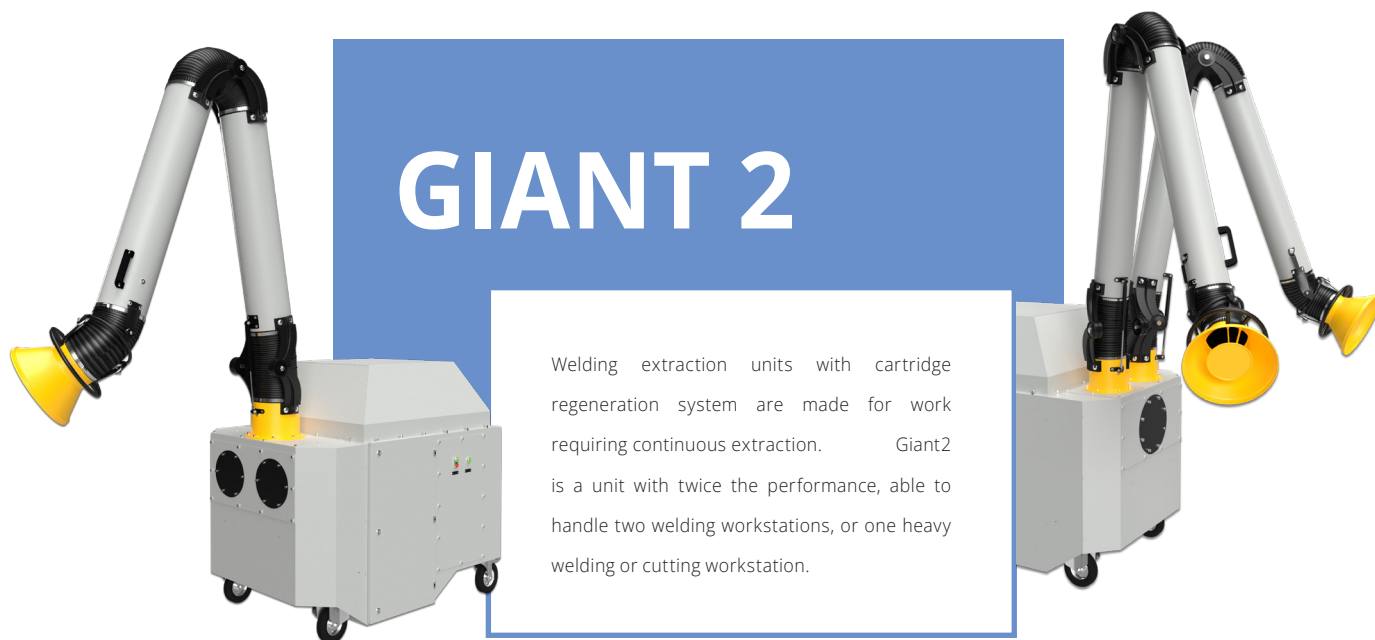 GIANT 2
Welding extraction units with cartridge
regeneration system are made for work
requiring continuous extraction. Giant2
is a unit with twice the performance, able to
handle two welding workstations, or one heavy
welding or cutting workstation.